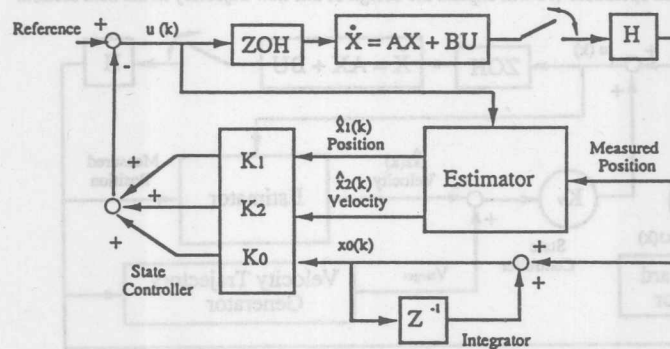 Reference
+
u (k)
ZOH
Ẋ = AX + BU
H
-
x̂1(k)
Position
K1
Measured
Position
+
Estimator
+
K2
x̂2(k)
Velocity
+
K0
x0(k)
+
+
State
Controller
Z -1
Integrator